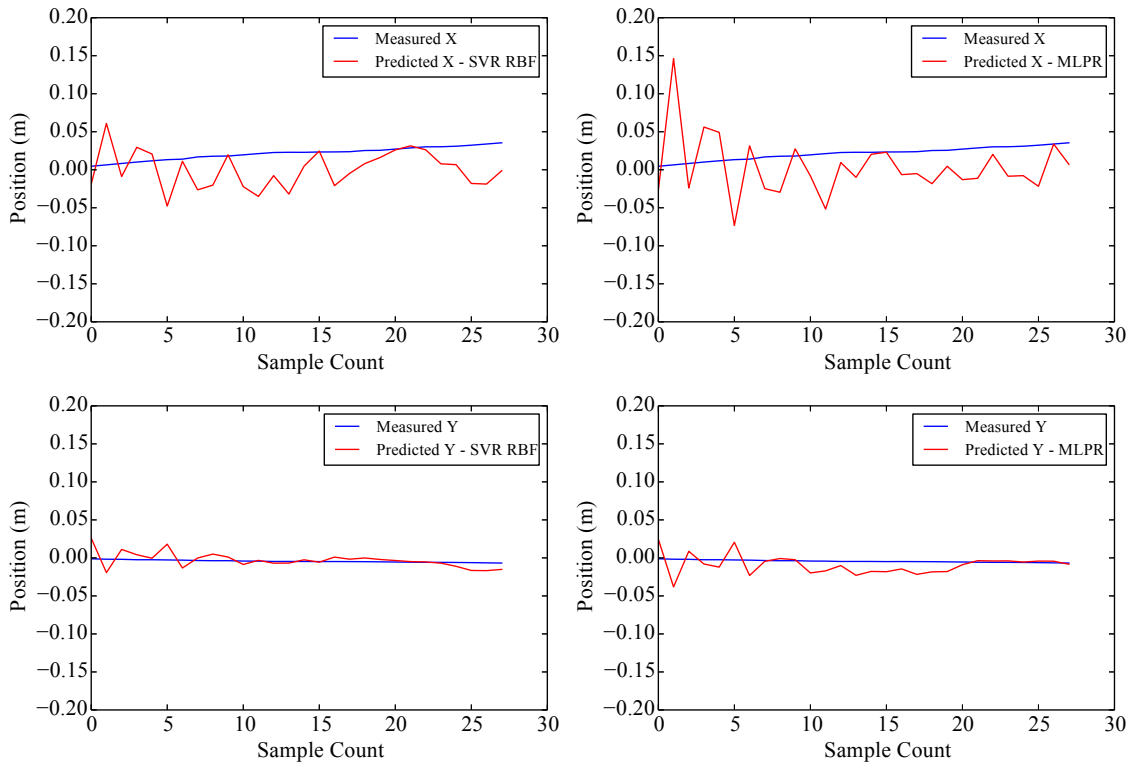 0.20
0.15
0.10
0.05
0.00
−0.05
−0.10
−0.15
−0.20
Position (m)
0 5 10 15 20 25 30
Sample Count
Measured X
Predicted X - SVR RBF
0.20
0.15
0.10
0.05
0.00
−0.05
−0.10
−0.15
−0.20
Position (m)
0 5 10 15 20 25 30
Sample Count
Measured X
Predicted X - MLPR
0.20
0.15
0.10
0.05
0.00
−0.05
−0.10
−0.15
−0.20
Position (m)
0 5 10 15 20 25 30
Sample Count
Measured Y
Predicted Y - SVR RBF
0.20
0.15
0.10
0.05
0.00
−0.05
−0.10
−0.15
−0.20
Position (m)
0 5 10 15 20 25 30
Sample Count
Measured Y
Predicted Y - MLPR